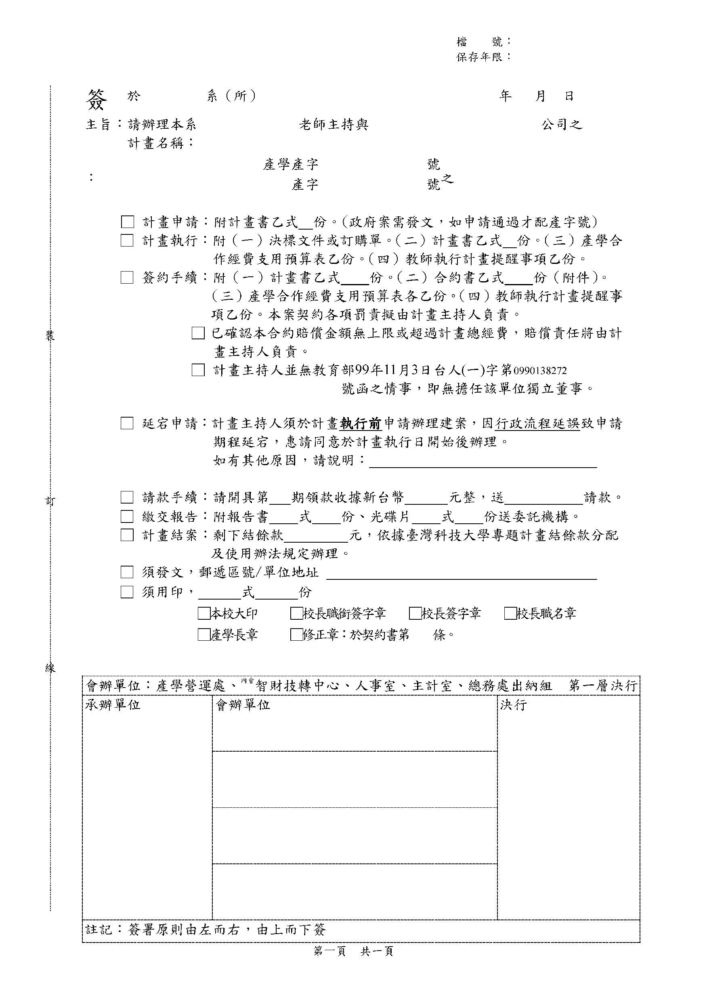 檔　　號：
保存年限：
簽　於　　　　　系（所）　　　　　　　　　　　　　　　　　年　　月　　日
主旨：請辦理本系　　　　　　　老師主持與　　　　　　　　　　　　公司之
計畫名稱：
產學產字　　　　　　　號
：
產字　　　　　　　號之
□ 計畫申請：附計畫書乙式__份。（政府案需發文，如申請通過才配產字號）
□ 計畫執行：附（一）決標文件或訂購單。（二）計畫書乙式__份。（三）產學合
作經費支用預算表乙份。（四）教師執行計畫提醒事項乙份。
□ 簽約手續：附（一）計畫書乙式____份。（二）合約書乙式____份（附件）。
（三）產學合作經費支用預算表各乙份。（四）教師執行計畫提醒事
項乙份。本案契約各項罰責擬由計畫主持人負責。
□ 已確認本合約賠償金額無上限或超過計畫總經費，賠償責任將由計
畫主持人負責。
□ 計畫主持人並無教育部99年11月3日台人(一)字第0990138272
號函之情事，即無擔任該單位獨立董事。
□ 延宕申請：計畫主持人須於計畫執行前申請辦理建案，因行政流程延誤致申請
期程延宕，惠請同意於計畫執行日開始後辦理。
如有其他原因，請說明：________________________________
□ 請款手續：請開具第___期領款收據新台幣______元整，送___________請款。
□ 繳交報告：附報告書____式____份、光碟片____式____份送委託機構。
□ 計畫結案：剩下結餘款_________元，依據臺灣科技大學專題計畫結餘款分配
及使用辦法規定辦理。
□ 須發文，郵遞區號/單位地址 ______________________________________
□ 須用印，______式______份
□本校大印　　□校長職銜簽字章　　□校長簽字章　　□校長職名章
□產學長章　　□修正章：於契約書第　　條。
裝
訂
線
會辦單位：產學營運處、內會智財技轉中心、人事室、主計室、總務處出納組　第一層決行
承辦單位　　　　　會辦單位　　　　　　　　　　　　　　　　決行
註記：簽署原則由左而右，由上而下簽
第一頁　共一頁